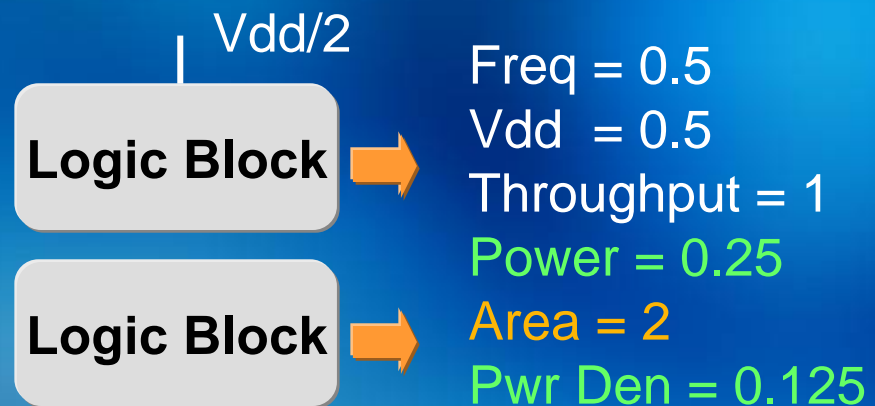 Vdd/2
Logic Block
Logic Block
Freq = 0.5
Vdd = 0.5
Throughput = 1
Power = 0.25
Area = 2
Pwr Den = 0.125